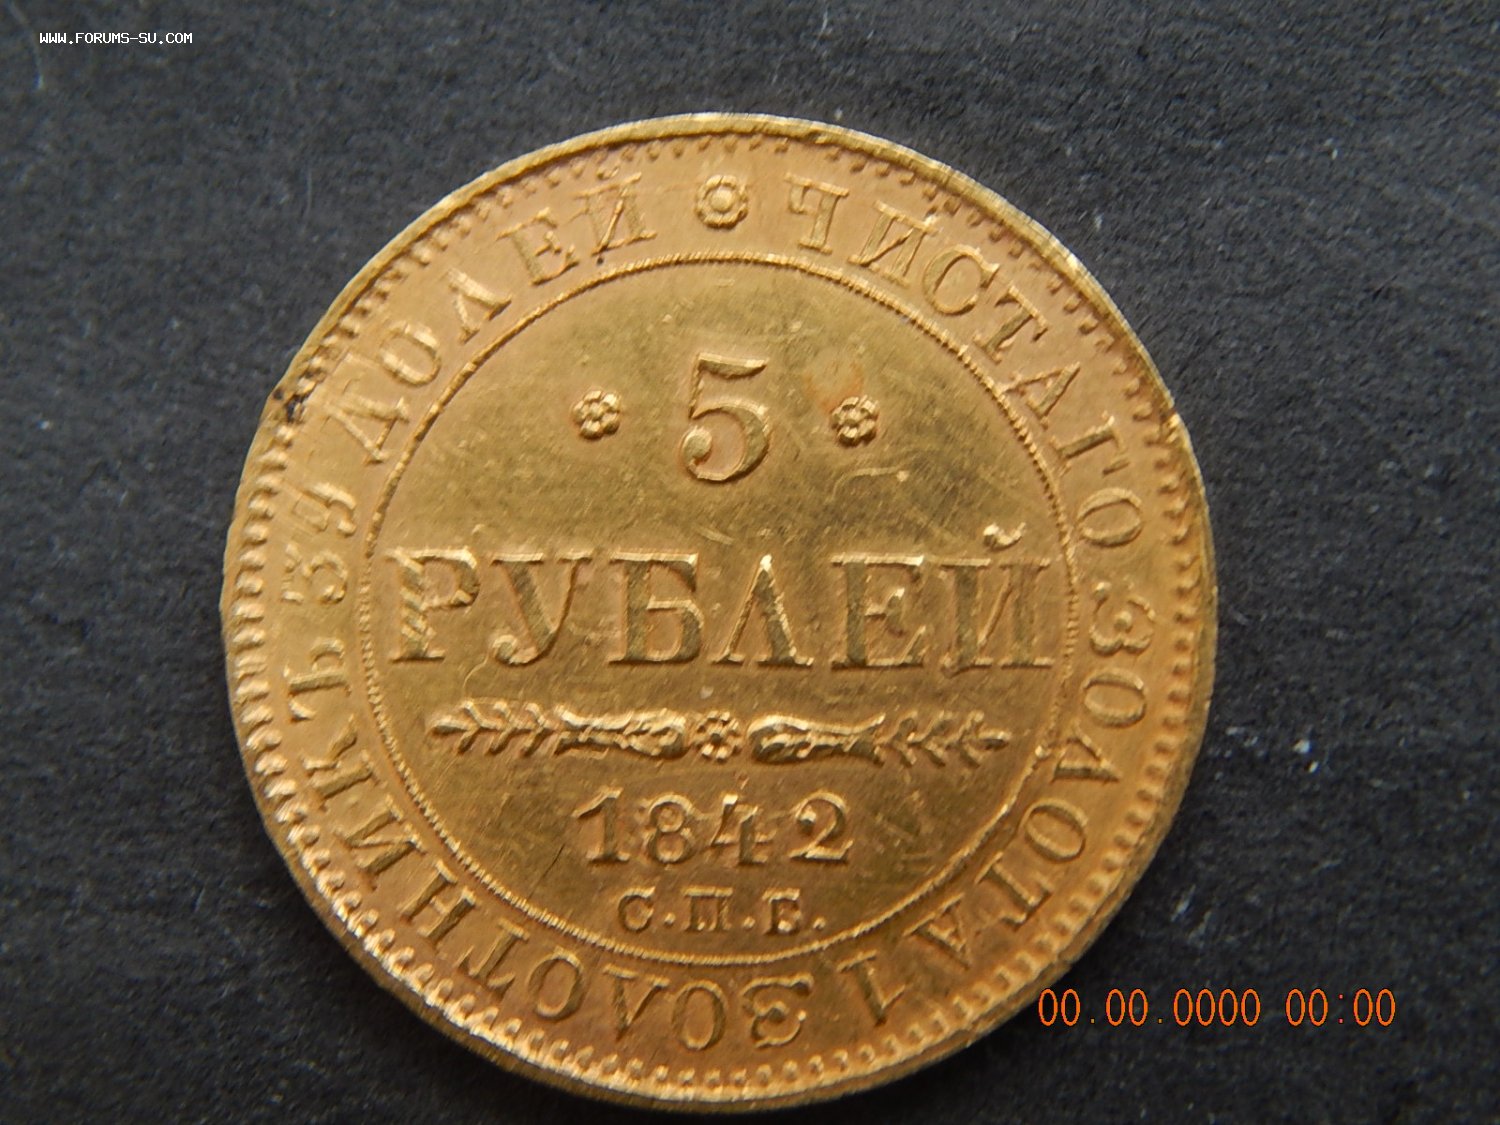 WWW.FORUMS-SU.COM
ЧИСТАГО ЗОЛОТА 1 ЗОЛОТНИКЪ 39 ДОЛЕЙ
5
РУБЛЕЙ
1842
С.П.Б.
00.00.0000 00:00